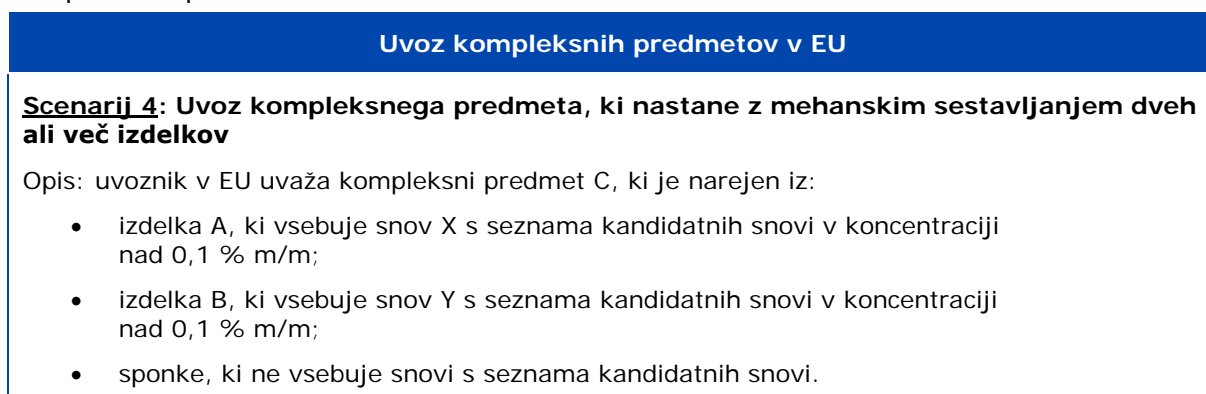 Uvoz kompleksnih predmetov v EU
Scenarij 4: Uvoz kompleksnega predmeta, ki nastane z mehanskim sestavljanjem dveh
ali več izdelkov
Opis: uvoznik v EU uvaža kompleksni predmet C, ki je narejen iz:
• izdelka A, ki vsebuje snov X s seznama kandidatnih snovi v koncentraciji
nad 0,1 % m/m;
• izdelka B, ki vsebuje snov Y s seznama kandidatnih snovi v koncentraciji
nad 0,1 % m/m;
• sponke, ki ne vsebuje snovi s seznama kandidatnih snovi.